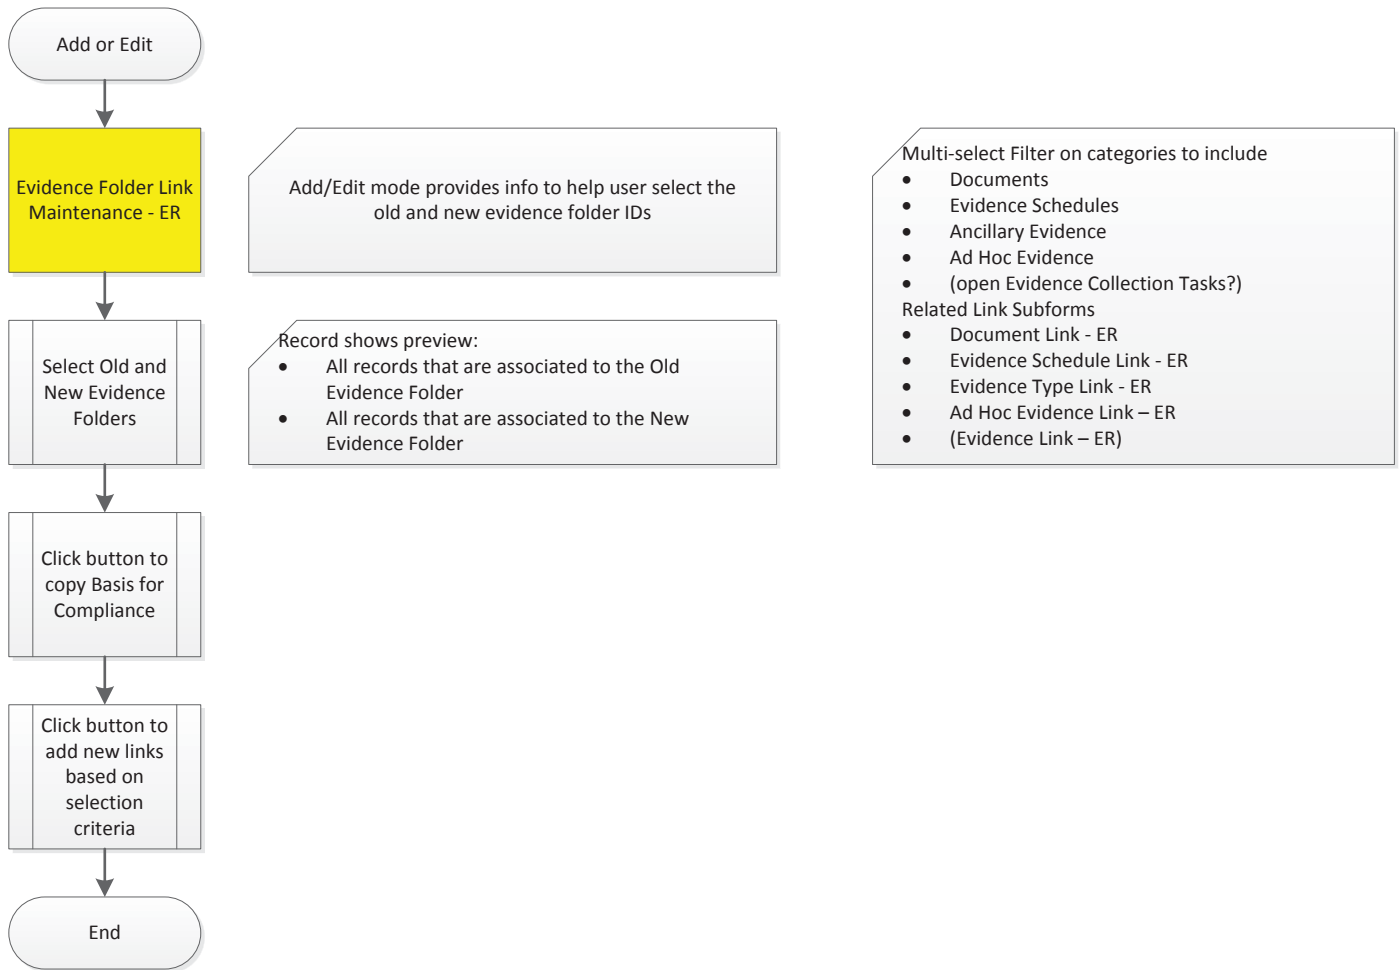 Add or Edit
Evidence Folder Link
Maintenance - ER
Add/Edit mode provides info to help user select the
old and new evidence folder IDs
Multi-select Filter on categories to include
• Documents
• Evidence Schedules
• Ancillary Evidence
• Ad Hoc Evidence
• (open Evidence Collection Tasks?)
Related Link Subforms
• Document Link - ER
• Evidence Schedule Link - ER
• Evidence Type Link - ER
• Ad Hoc Evidence Link – ER
• (Evidence Link – ER)
Select Old and
New Evidence
Folders
Record shows preview:
• All records that are associated to the Old
Evidence Folder
• All records that are associated to the New
Evidence Folder
Click button to
copy Basis for
Compliance
Click button to
add new links
based on
selection
criteria
End